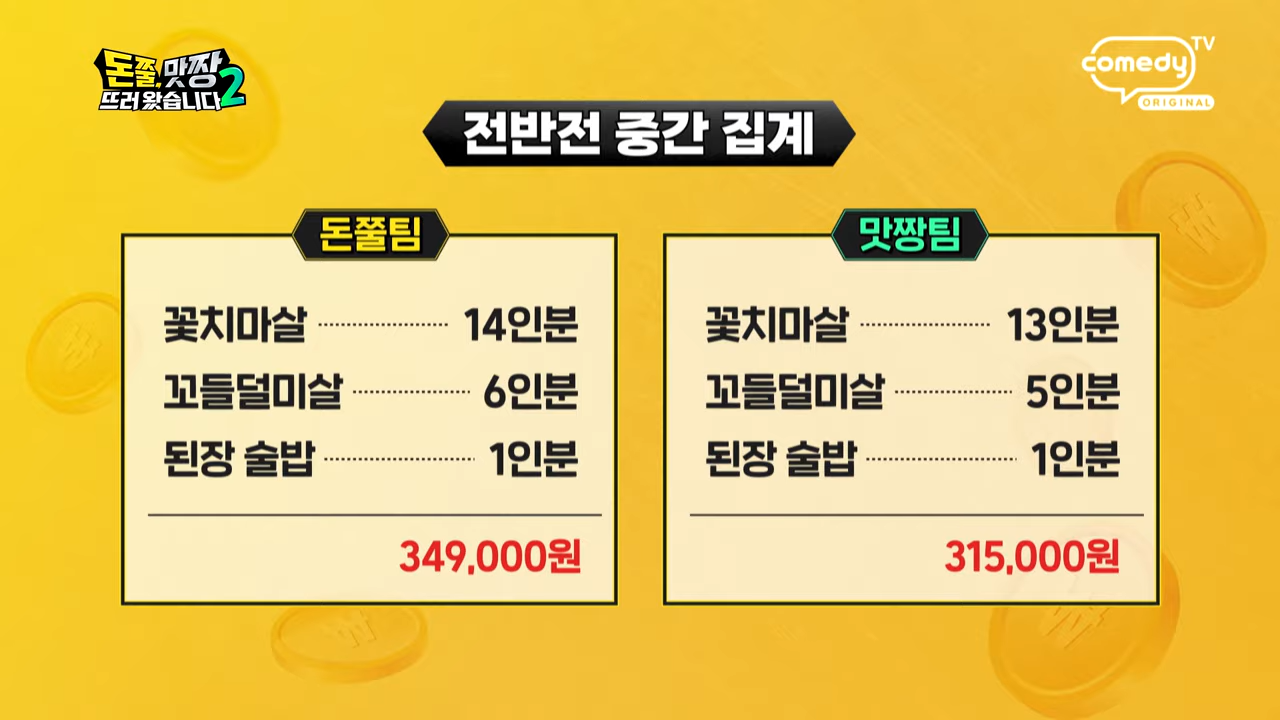 돈쭐, 맛짱
뜨러 왔습니다2
comedy TV
ORIGINAL
전반전 중간 집계
돈쭐팀
꽃치마살 14인분
꼬들덜미살 6인분
된장 술밥 1인분
349,000원
맛짱팀
꽃치마살 13인분
꼬들덜미살 5인분
된장 술밥 1인분
315,000원